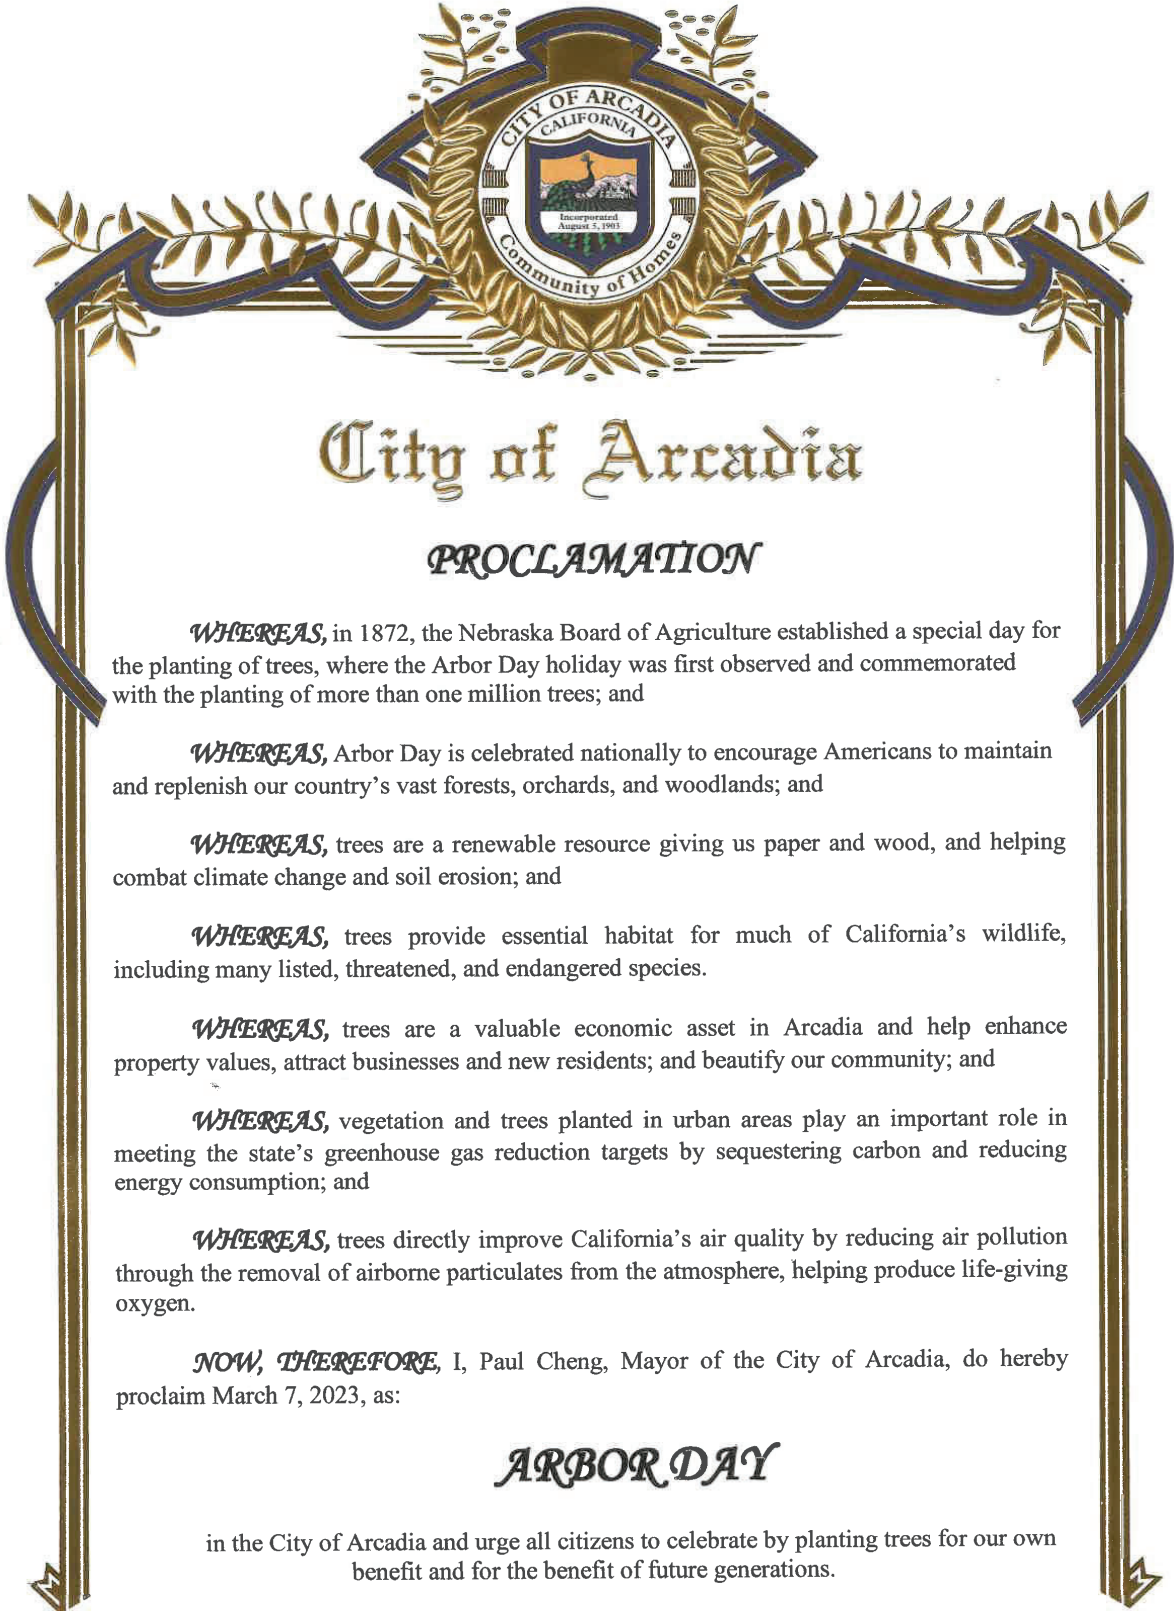 CITY OF ARCADIA
CALIFORNIA
Incorporated
August 5, 1903
Community of Homes
City of Arcadia
PROCLAMATION
WHEREAS, in 1872, the Nebraska Board of Agriculture established a special day for
the planting of trees, where the Arbor Day holiday was first observed and commemorated
with the planting of more than one million trees; and
WHEREAS, Arbor Day is celebrated nationally to encourage Americans to maintain
and replenish our country's vast forests, orchards, and woodlands; and
WHEREAS, trees are a renewable resource giving us paper and wood, and helping
combat climate change and soil erosion; and
WHEREAS, trees provide essential habitat for much of California's wildlife,
including many listed, threatened, and endangered species.
WHEREAS, trees are a valuable economic asset in Arcadia and help enhance
property values, attract businesses and new residents; and beautify our community; and
WHEREAS, vegetation and trees planted in urban areas play an important role in
meeting the state's greenhouse gas reduction targets by sequestering carbon and reducing
energy consumption; and
WHEREAS, trees directly improve California's air quality by reducing air pollution
through the removal of airborne particulates from the atmosphere, helping produce life-giving
oxygen.
NOW, THEREFORE, I, Paul Cheng, Mayor of the City of Arcadia, do hereby
proclaim March 7, 2023, as:
ARBOR DAY
in the City of Arcadia and urge all citizens to celebrate by planting trees for our own
benefit and for the benefit of future generations.